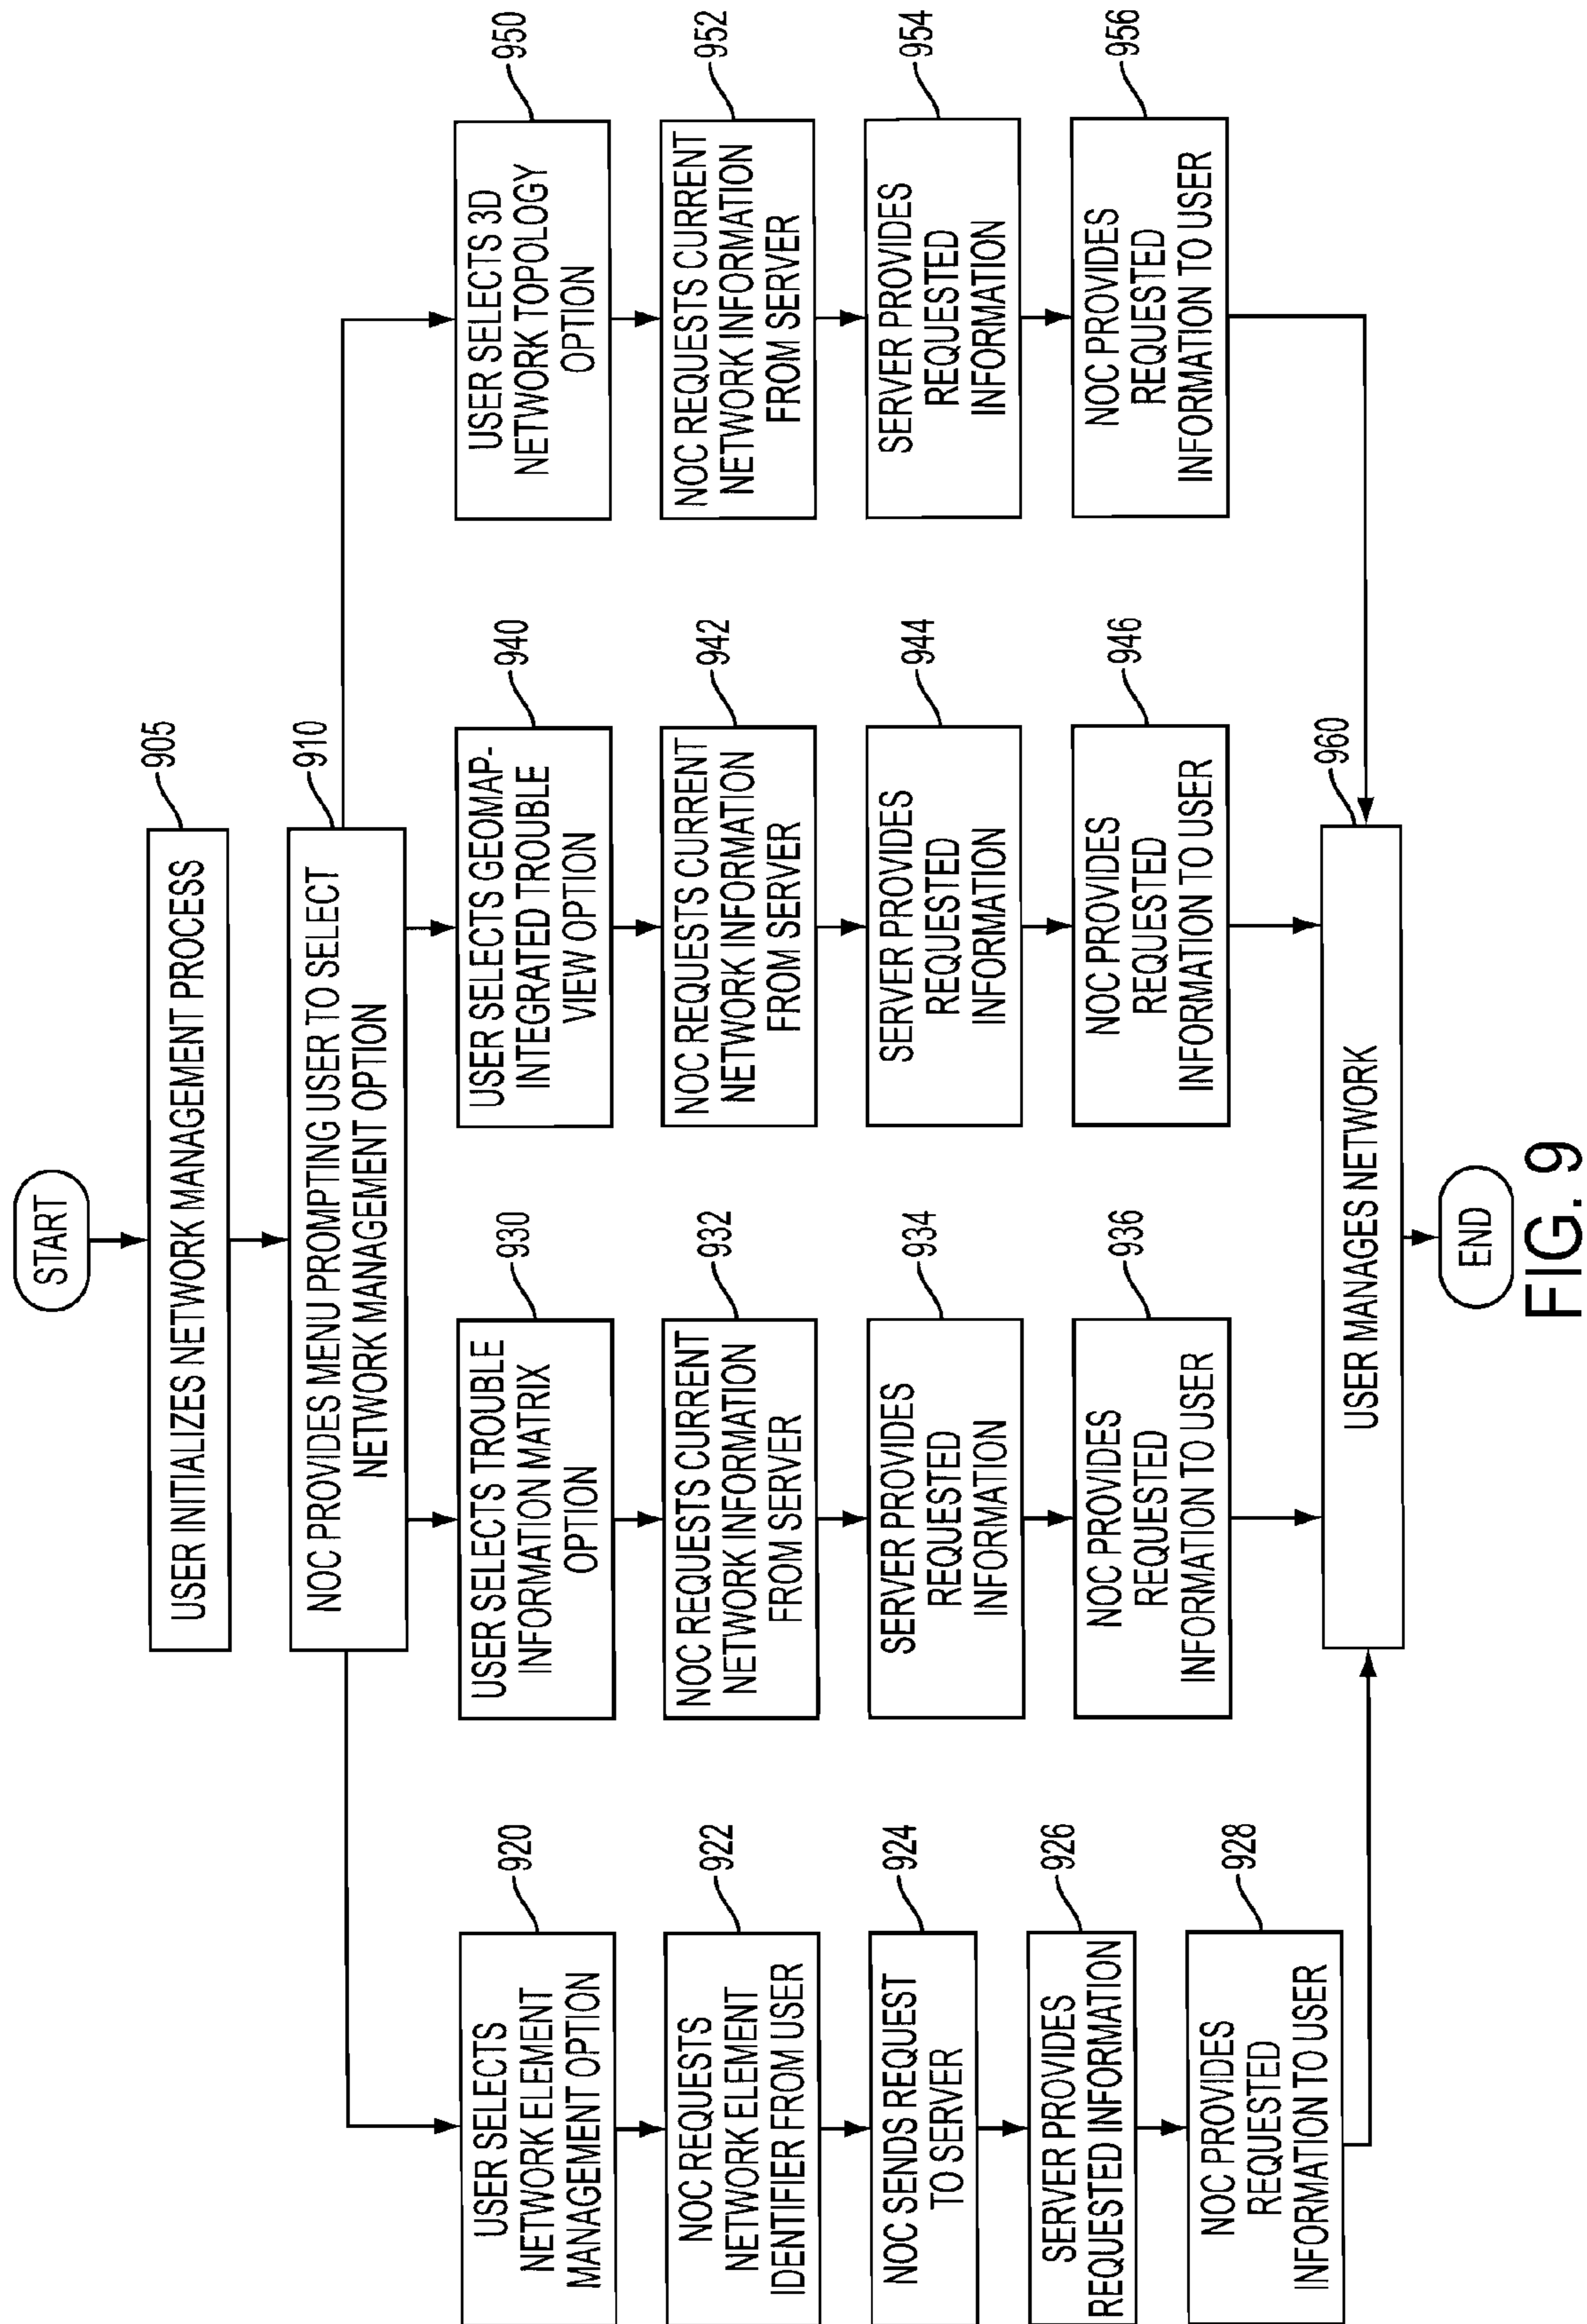 START
USER INITIALIZES NETWORK MANAGEMENT PROCESS
905
NOC PROVIDES MENU PROMPTING USER TO SELECT
NETWORK MANAGEMENT OPTION
910
USER SELECTS
NETWORK ELEMENT
MANAGEMENT OPTION
920
NOC REQUESTS
NETWORK ELEMENT
IDENTIFIER FROM USER
922
NOC SENDS REQUEST
TO SERVER
924
SERVER PROVIDES
REQUESTED INFORMATION
926
NOC PROVIDES
REQUESTED
INFORMATION TO USER
928
USER SELECTS TROUBLE
INFORMATION MATRIX
OPTION
930
NOC REQUESTS CURRENT
NETWORK INFORMATION
FROM SERVER
932
SERVER PROVIDES
REQUESTED
INFORMATION
934
NOC PROVIDES
REQUESTED
INFORMATION TO USER
936
USER SELECTS GEOMAP-
INTEGRATED TROUBLE
VIEW OPTION
940
NOC REQUESTS CURRENT
NETWORK INFORMATION
FROM SERVER
942
SERVER PROVIDES
REQUESTED
INFORMATION
944
NOC PROVIDES
REQUESTED
INFORMATION TO USER
946
USER SELECTS 3D
NETWORK TOPOLOGY
OPTION
950
NOC REQUESTS CURRENT
NETWORK INFORMATION
FROM SERVER
952
SERVER PROVIDES
REQUESTED
INFORMATION
954
NOC PROVIDES
REQUESTED
INFORMATION TO USER
956
USER MANAGES NETWORK
960
END
FIG. 9